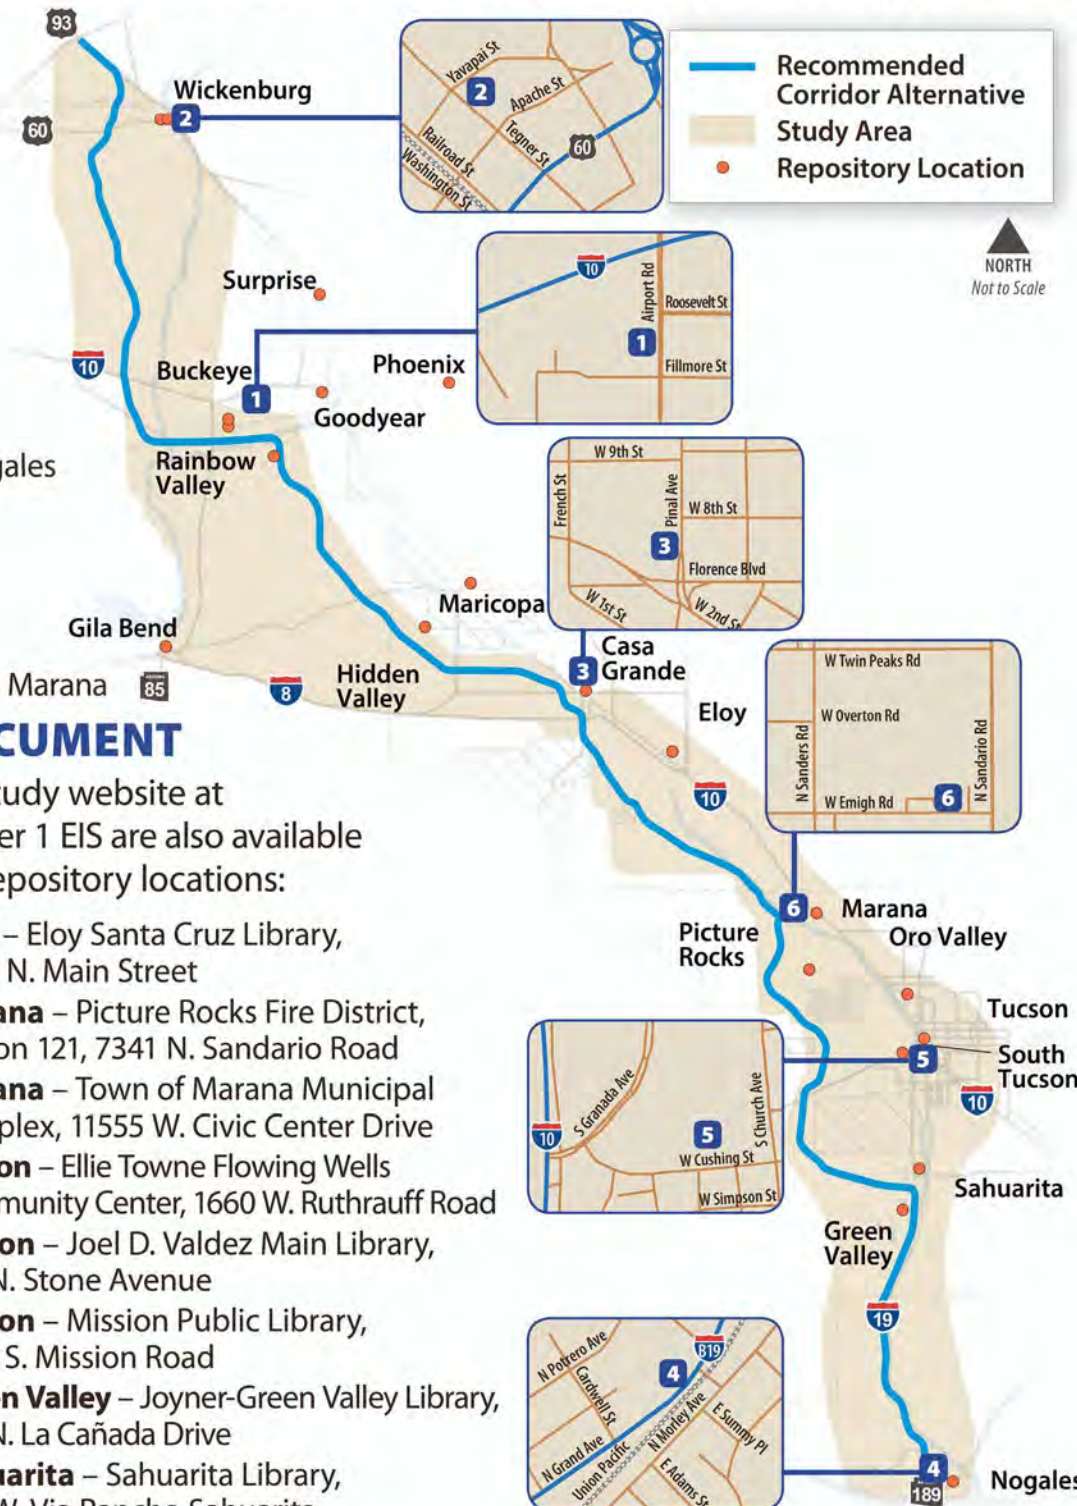 93
Wickenburg
2
60
Yavapai St
2
Apache St
Tegner St
Railroad St
Washington St
60
Recommended
Corridor Alternative
Study Area
Repository Location
NORTH
Not to Scale
Surprise
10
Airport Rd
Roosevelt St
1
Fillmore St
10
Buckeye
1
Phoenix
Goodyear
Rainbow
Valley
gales
W 9th St
French St
Pinal Ave
W 8th St
3
Florence Blvd
W 1st St
W 2nd St
Maricopa
Gila Bend
Casa
Grande
3
Marana
85
8
Hidden
Valley
Eloy
10
W Twin Peaks Rd
W Overton Rd
N Sanders Rd
N Sandario Rd
W Emigh Rd
6
CUMENT
tudy website at
er 1 EIS are also available
epository locations:
– Eloy Santa Cruz Library,
N. Main Street
ana – Picture Rocks Fire District,
on 121, 7341 N. Sandario Road
ana – Town of Marana Municipal
plex, 11555 W. Civic Center Drive
on – Ellie Towne Flowing Wells
munity Center, 1660 W. Ruthrauff Road
on – Joel D. Valdez Main Library,
N. Stone Avenue
on – Mission Public Library,
S. Mission Road
n Valley – Joyner-Green Valley Library,
N. La Cañada Drive
uarita – Sahuarita Library,
6
Marana
Oro Valley
Picture
Rocks
Tucson
South
Tucson
5
10
10
S Granada Ave
S Church Ave
5
W Cushing St
W Simpson St
Sahuarita
Green
Valley
19
N Potrero Ave
Cardwell St
4
B19
N Grand Ave
Union Pacific
N Morley Ave
E Summy Pl
E Adams St
4
189
Nogales